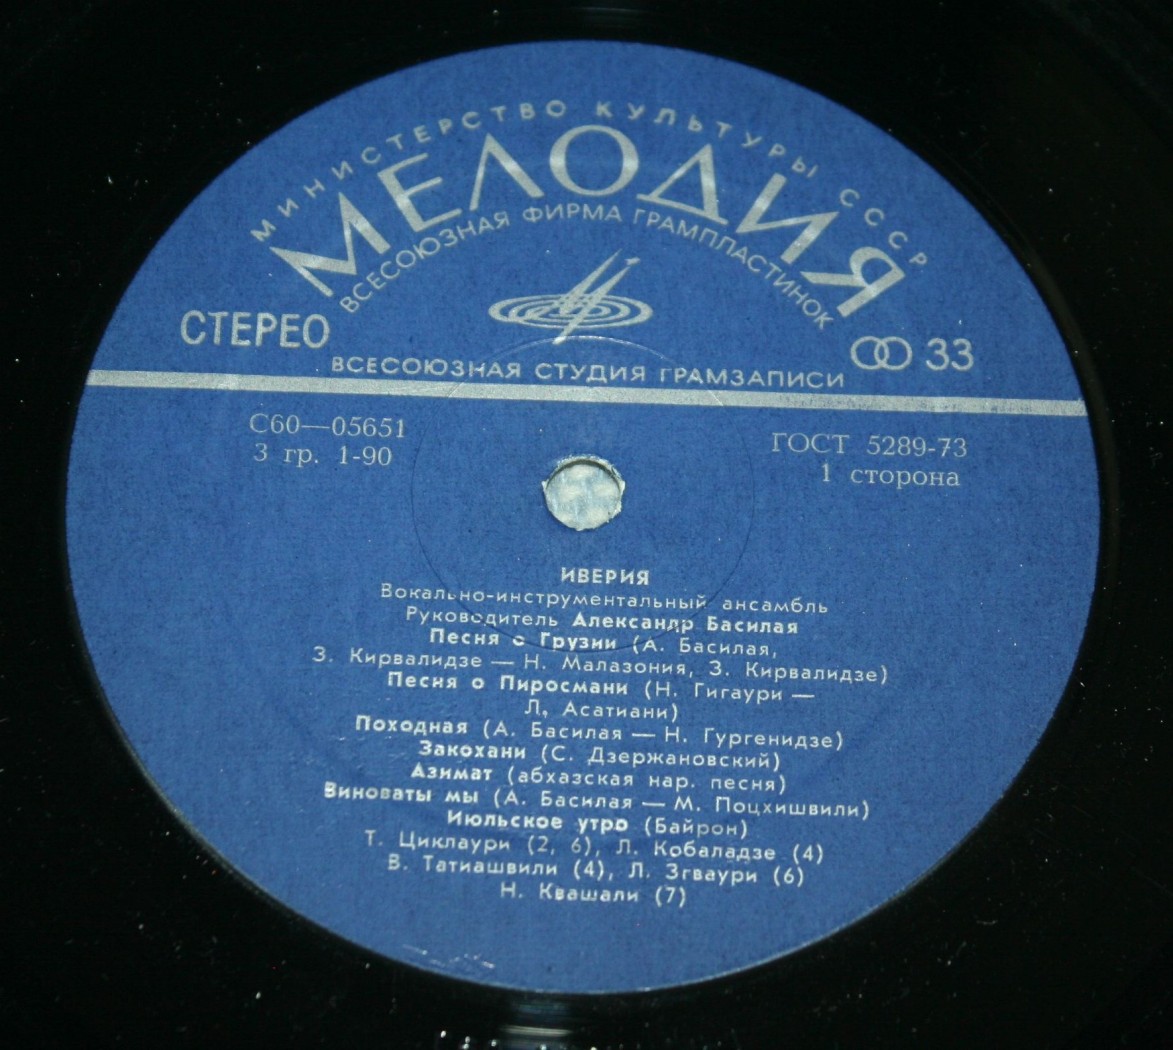 МИНИСТЕРСТВО КУЛЬТУРЫ СССР
МЕЛОДИЯ
ВСЕСОЮЗНАЯ ФИРМА ГРАМПЛАСТИНОК
СТЕРЕО
33
ВСЕСОЮЗНАЯ СТУДИЯ ГРАМЗАПИСИ
С60—05651
ГОСТ 5289-73
3 гр. 1-90
1 сторона
ИВЕРИЯ
Вокально-инструментальный ансамбль
Руководитель Александр Басилая
Песня о Грузии (А. Басилая,
З. Кирвалидзе — Н. Малазония, З. Кирвалидзе)
Песня о Пиросмани (Н. Гигаури —
Л. Асатиани)
Походная (А. Басилая — Н. Гургенидзе)
Закохани (С. Дзержановский)
Азимат (абхазская нар. песня)
Виноваты мы (А. Басилая — М. Поцхишвили)
Июльское утро (Байрон)
Т. Циклаури (2, 6), Л. Кобаладзе (4)
В. Татиашвили (4), Л. Згваури (6)
Н. Квашали (7)